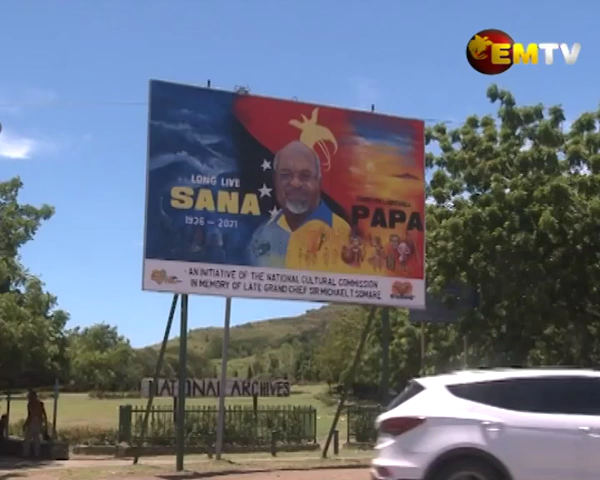 EMTV
LONG LIVE
SANA
1936 - 2021
PAPA
AN INITIATIVE OF THE NATIONAL CULTURAL COMMISSION
IN MEMORY OF LATE GRAND CHIEF SIR MICHAEL T SOMARE
NATIONAL ARCHIVES